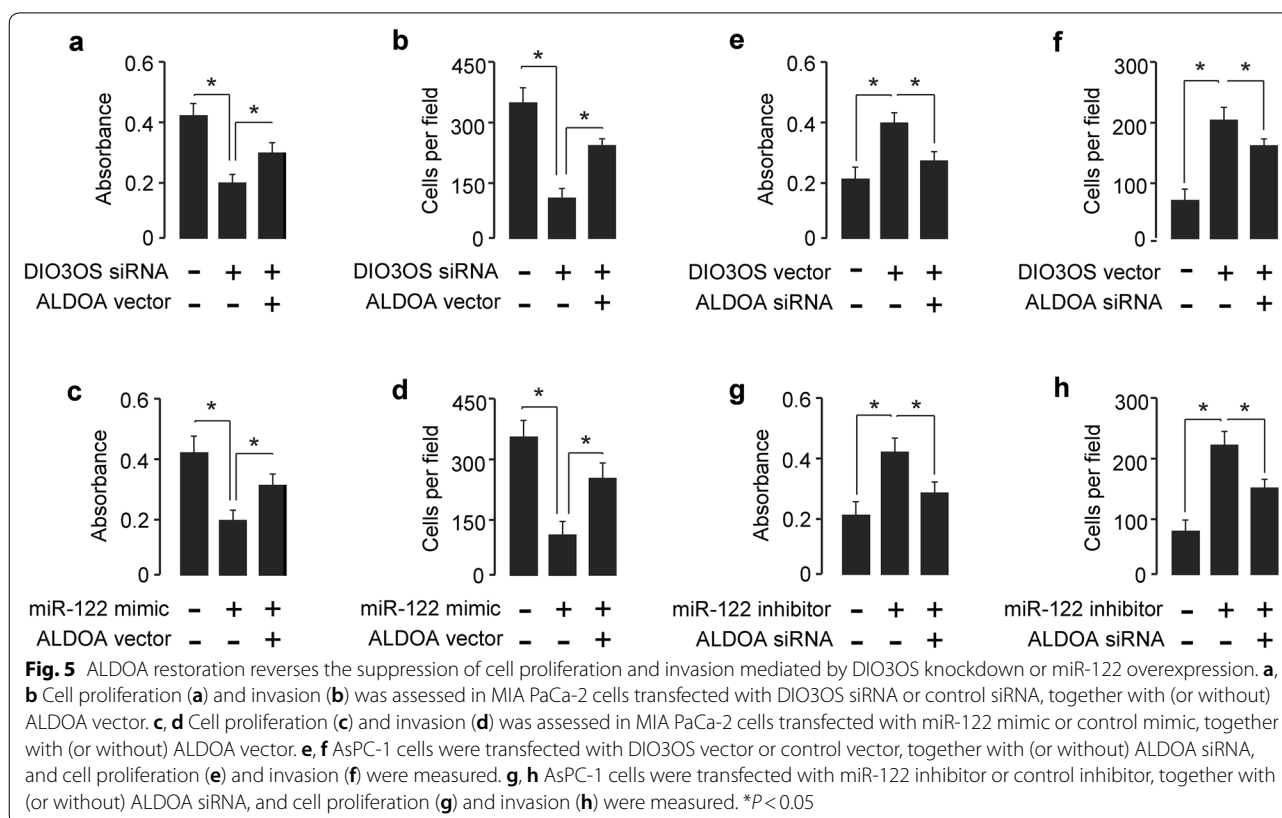 a
0.6
0.4
0.2
0
Absorbance
*
*
DIO3OS siRNA – + +
ALDOA vector – – +
b
450
300
150
0
Cells per field
*
*
DIO3OS siRNA – + +
ALDOA vector – – +
e
0.6
0.4
0.2
0
Absorbance
*
*
DIO3OS vector – + +
ALDOA siRNA – – +
f
300
200
100
0
Cells per field
*
*
DIO3OS vector – + +
ALDOA siRNA – – +
c
0.6
0.4
0.2
0
Absorbance
*
*
miR-122 mimic – + +
ALDOA vector – – +
d
450
300
150
0
Cells per field
*
*
miR-122 mimic – + +
ALDOA vector – – +
g
0.6
0.4
0.2
0
Absorbance
*
*
miR-122 inhibitor – + +
ALDOA siRNA – – +
h
300
200
100
0
Cells per field
*
*
miR-122 inhibitor – + +
ALDOA siRNA – – +
Fig. 5 ALDOA restoration reverses the suppression of cell proliferation and invasion mediated by DIO3OS knockdown or miR-122 overexpression. a,
b Cell proliferation (a) and invasion (b) was assessed in MIA PaCa-2 cells transfected with DIO3OS siRNA or control siRNA, together with (or without)
ALDOA vector. c, d Cell proliferation (c) and invasion (d) was assessed in MIA PaCa-2 cells transfected with miR-122 mimic or control mimic, together
with (or without) ALDOA vector. e, f AsPC-1 cells were transfected with DIO3OS vector or control vector, together with (or without) ALDOA siRNA,
and cell proliferation (e) and invasion (f) were measured. g, h AsPC-1 cells were transfected with miR-122 inhibitor or control inhibitor, together with
(or without) ALDOA siRNA, and cell proliferation (g) and invasion (h) were measured. *P < 0.05